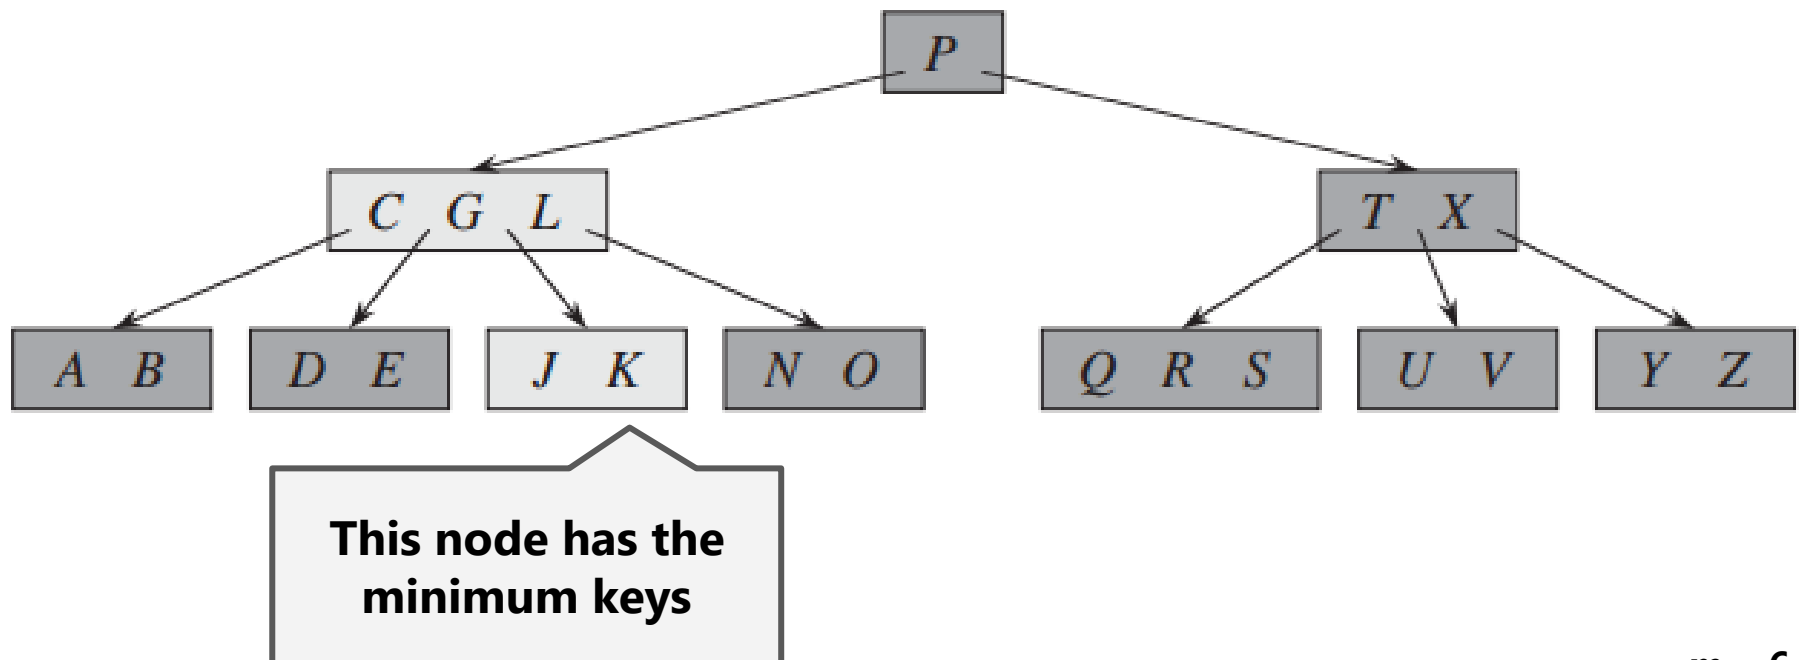 P
C G L
T X
A B
D E
J K
N O
Q R S
U V
Y Z
This node has the
minimum keys